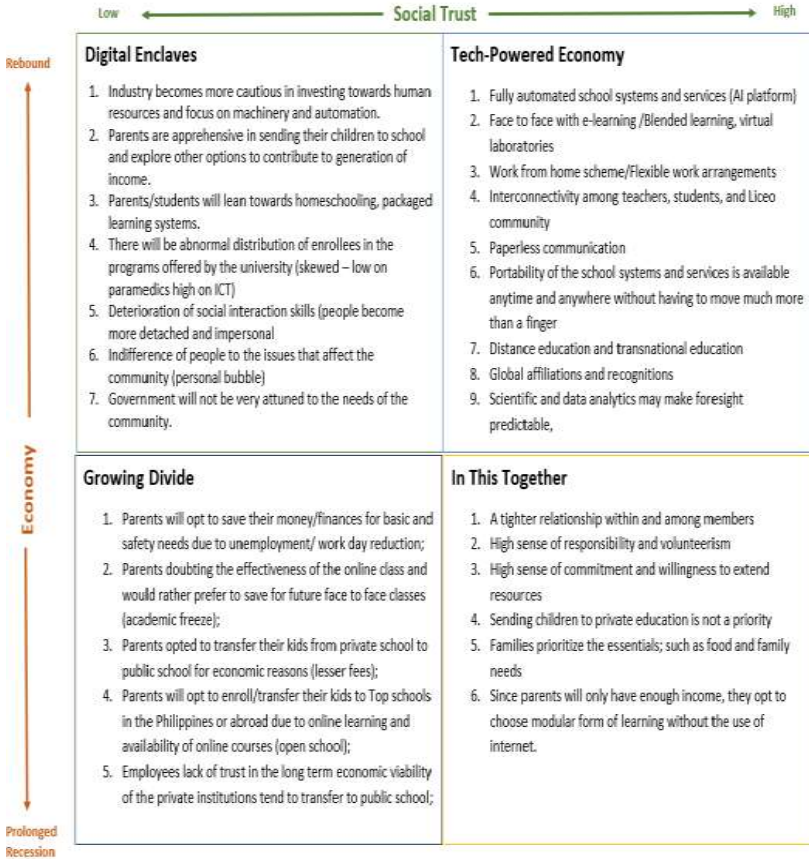 Low
Social Trust
High
Rebound
Economy
Prolonged
Recession
Digital Enclaves
1. Industry becomes more cautious in investing towards human
resources and focus on machinery and automation.
2. Parents are apprehensive in sending their children to school
and explore other options to contribute to generation of
income.
3. Parents/students will lean towards homeschooling, packaged
learning systems.
4. There will be abnormal distribution of enrollees in the
programs offered by the university (skewed – low on
paramedics high on ICT)
5. Deterioration of social interaction skills (people become
more detached and impersonal
6. Indifference of people to the issues that affect the
community (personal bubble)
7. Government will not be very attuned to the needs of the
community.
Tech-Powered Economy
1. Fully automated school systems and services (AI platform)
2. Face to face with e-learning /Blended learning, virtual
laboratories
3. Work from home scheme/Flexible work arrangements
4. Interconnectivity among teachers, students, and Liceo
community
5. Paperless communication
6. Portability of the school systems and services is available
anytime and anywhere without having to move much more
than a finger
7. Distance education and transnational education
8. Global affiliations and recognitions
9. Scientific and data analytics may make foresight
predictable,
Growing Divide
1. Parents will opt to save their money/finances for basic and
safety needs due to unemployment/ work day reduction;
2. Parents doubting the effectiveness of the online class and
would rather prefer to save for future face to face classes
(academic freeze);
3. Parents opted to transfer their kids from private school to
public school for economic reasons (lesser fees);
4. Parents will opt to enroll/transfer their kids to Top schools
in the Philippines or abroad due to online learning and
availability of online courses (open school);
5. Employees lack of trust in the long term economic viability
of the private institutions tend to transfer to public school;
In This Together
1. A tighter relationship within and among members
2. High sense of responsibility and volunteerism
3. High sense of commitment and willingness to extend
resources
4. Sending children to private education is not a priority
5. Families prioritize the essentials; such as food and family
needs
6. Since parents will only have enough income, they opt to
choose modular form of learning without the use of
internet.